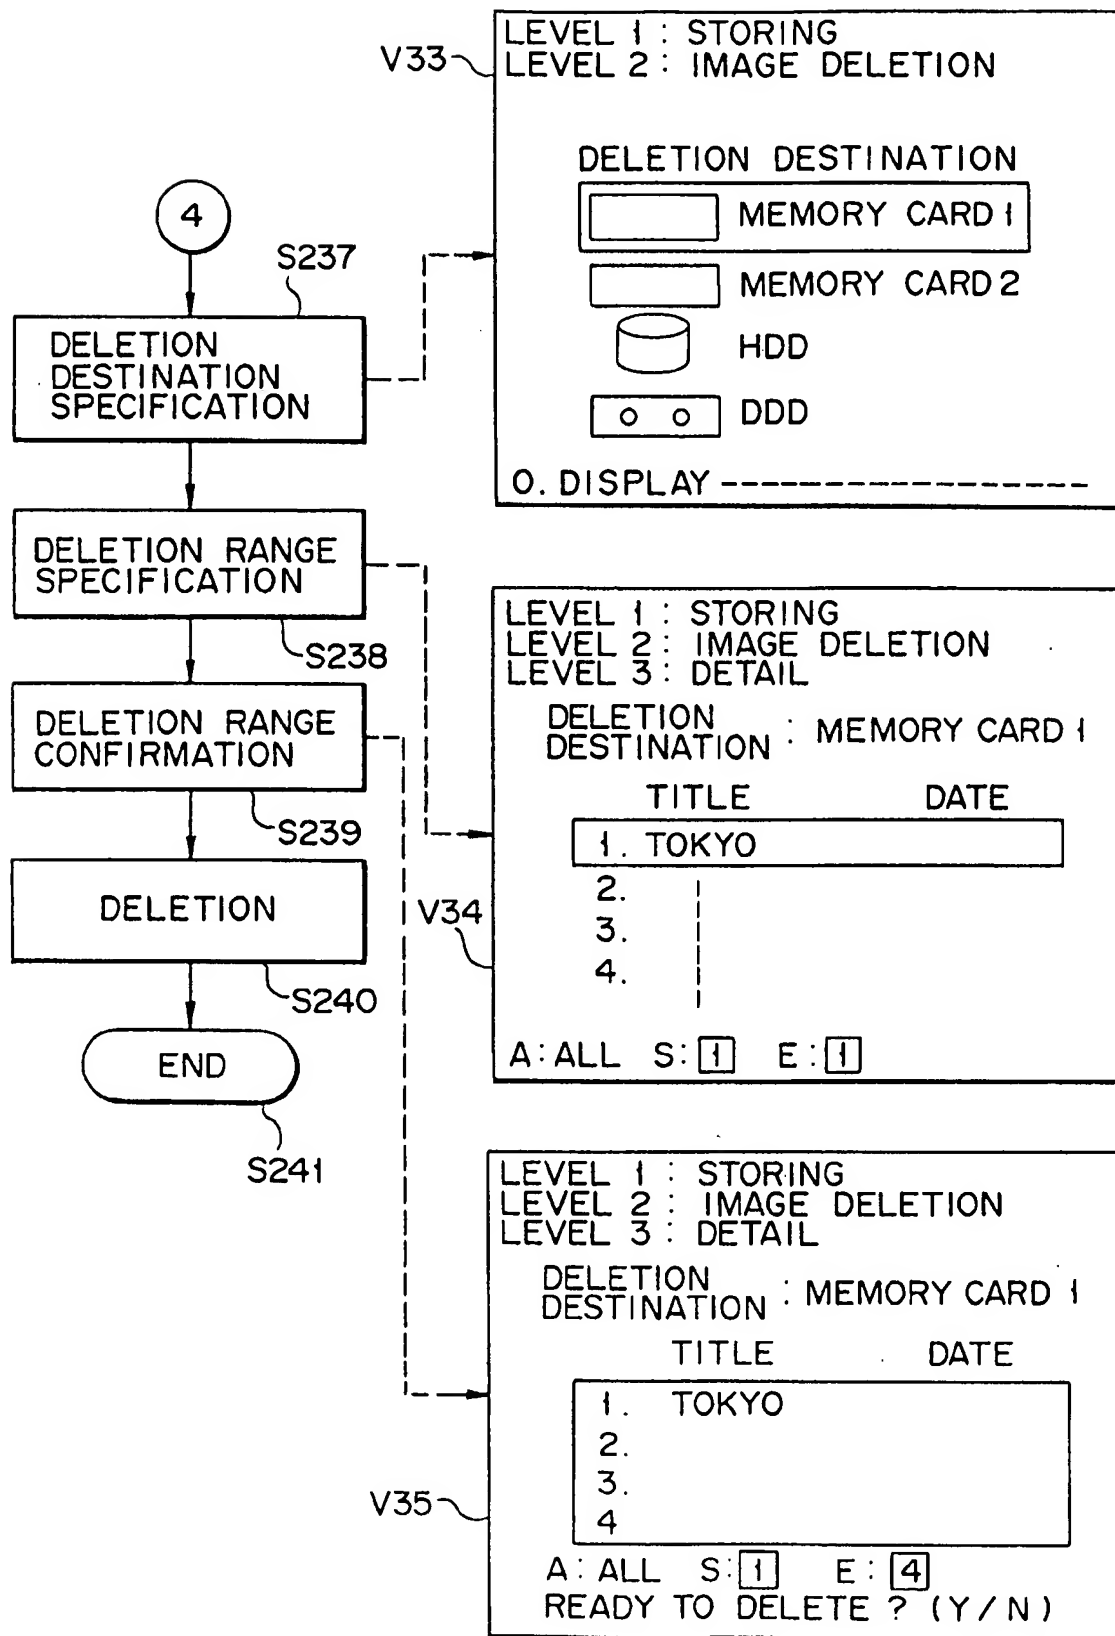 4
S237
DELETION
DESTINATION
SPECIFICATION
DELETION RANGE
SPECIFICATION
S238
DELETION RANGE
CONFIRMATION
S239
DELETION
S240
END
S241
V33
LEVEL 1 : STORING
LEVEL 2 : IMAGE DELETION
DELETION DESTINATION
MEMORY CARD 1
MEMORY CARD 2
HDD
DDD
0. DISPLAY
V34
LEVEL 1 : STORING
LEVEL 2 : IMAGE DELETION
LEVEL 3 : DETAIL
DELETION
DESTINATION : MEMORY CARD 1
TITLE DATE
1. TOKYO
2.
3.
4.
A : ALL S : 1 E : 1
V35
LEVEL 1 : STORING
LEVEL 2 : IMAGE DELETION
LEVEL 3 : DETAIL
DELETION
DESTINATION : MEMORY CARD 1
TITLE DATE
1. TOKYO
2.
3.
4
A : ALL S : 1 E : 4
READY TO DELETE ? (Y/N)